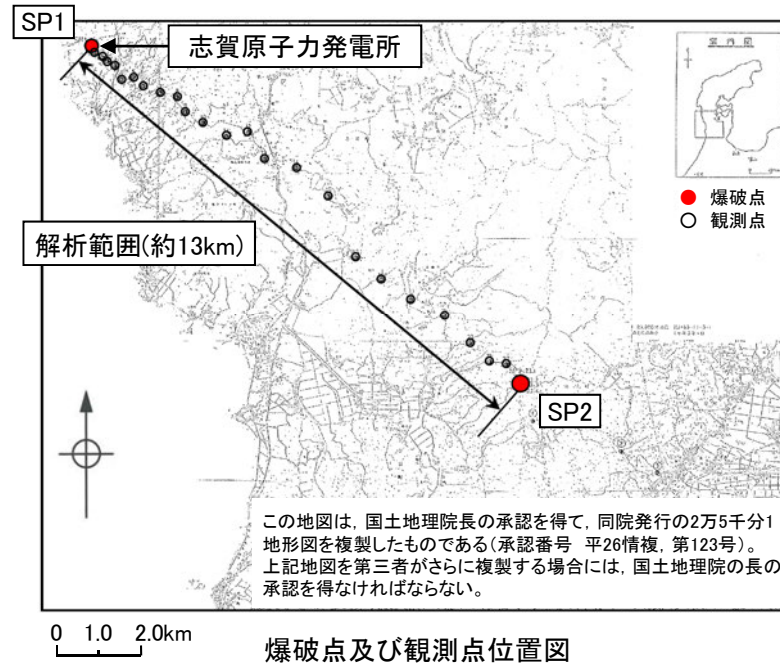 SP1
志賀原子力発電所
案内図
爆破点
観測点
解析範囲(約13km)
SP2
この地図は，国土地理院長の承認を得て，同院発行の2万5千分1
地形図を複製したものである(承認番号 平26情複，第123号)。
上記地図を第三者がさらに複製する場合には，国土地理院の長の
承認を得なければならない。
0 1.0 2.0km
爆破点及び観測点位置図